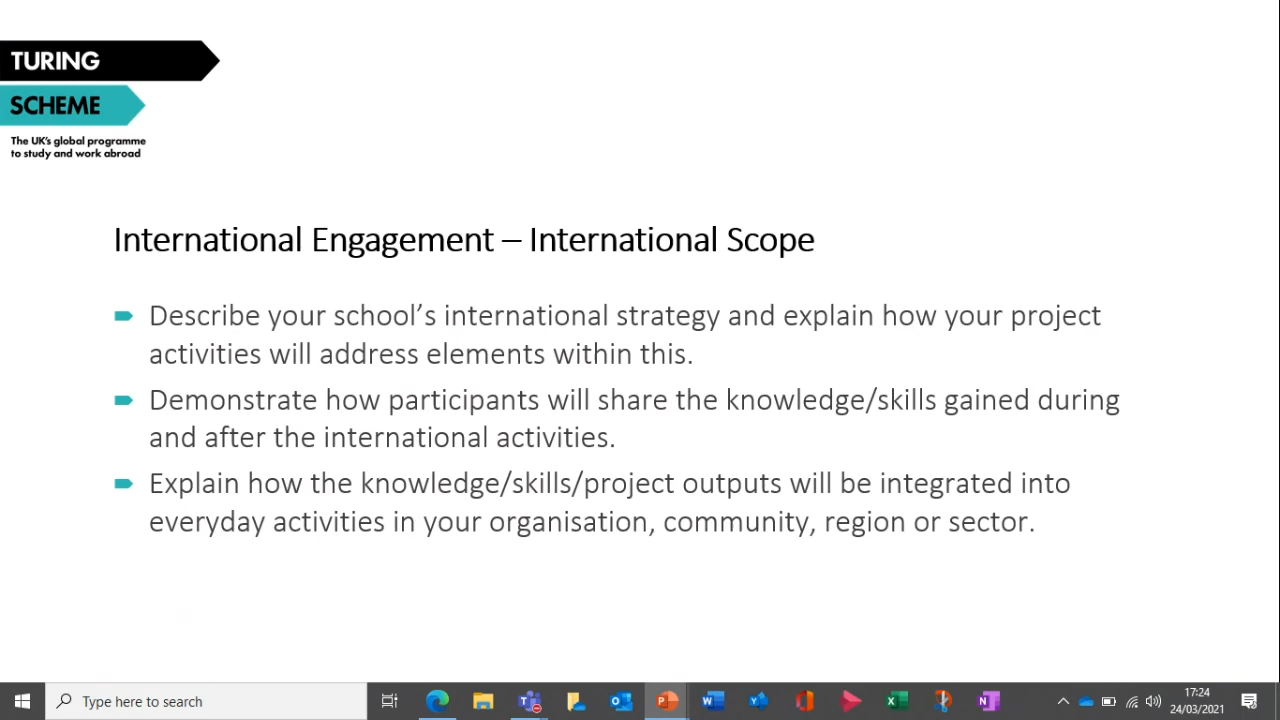 TURING
SCHEME
The UK's global programme
to study and work abroad
International Engagement – International Scope
Describe your school's international strategy and explain how your project
activities will address elements within this.
Demonstrate how participants will share the knowledge/skills gained during
and after the international activities.
Explain how the knowledge/skills/project outputs will be integrated into
everyday activities in your organisation, community, region or sector.
Type here to search
17:24
24/03/2021